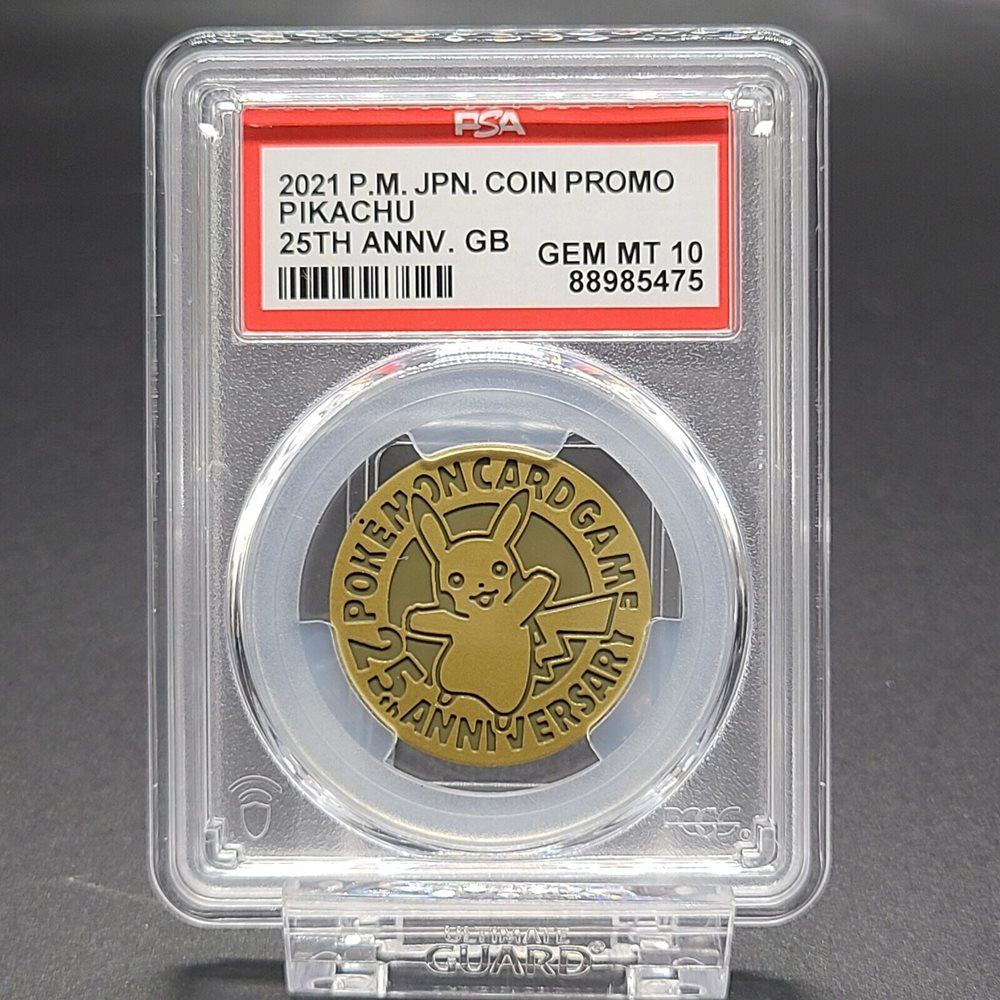 PSA
2021 P.M. JPN. COIN PROMO
PIKACHU
25TH ANNV. GB
GEM MT 10
88985475
POKÉMON CARD GAME
25th ANNIVERSARY
PCGS
ULTIMATE
GUARD®